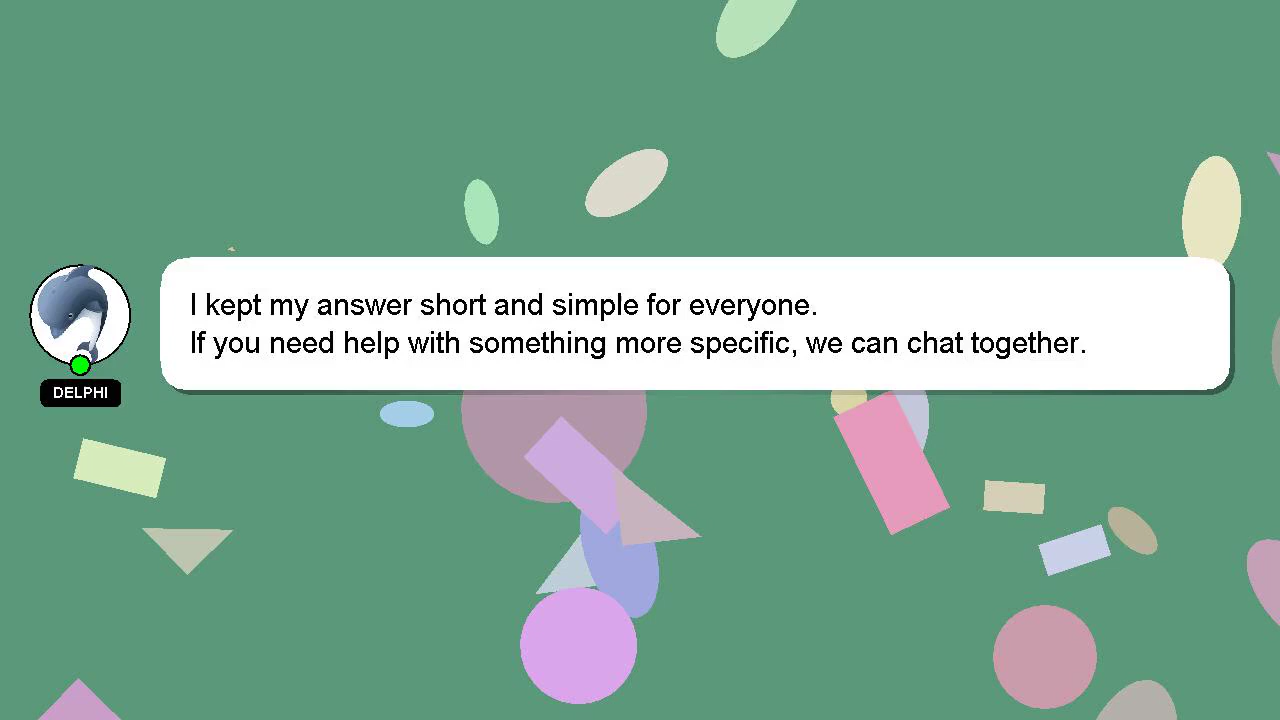 I kept my answer short and simple for everyone.
If you need help with something more specific, we can chat together.
DELPHI